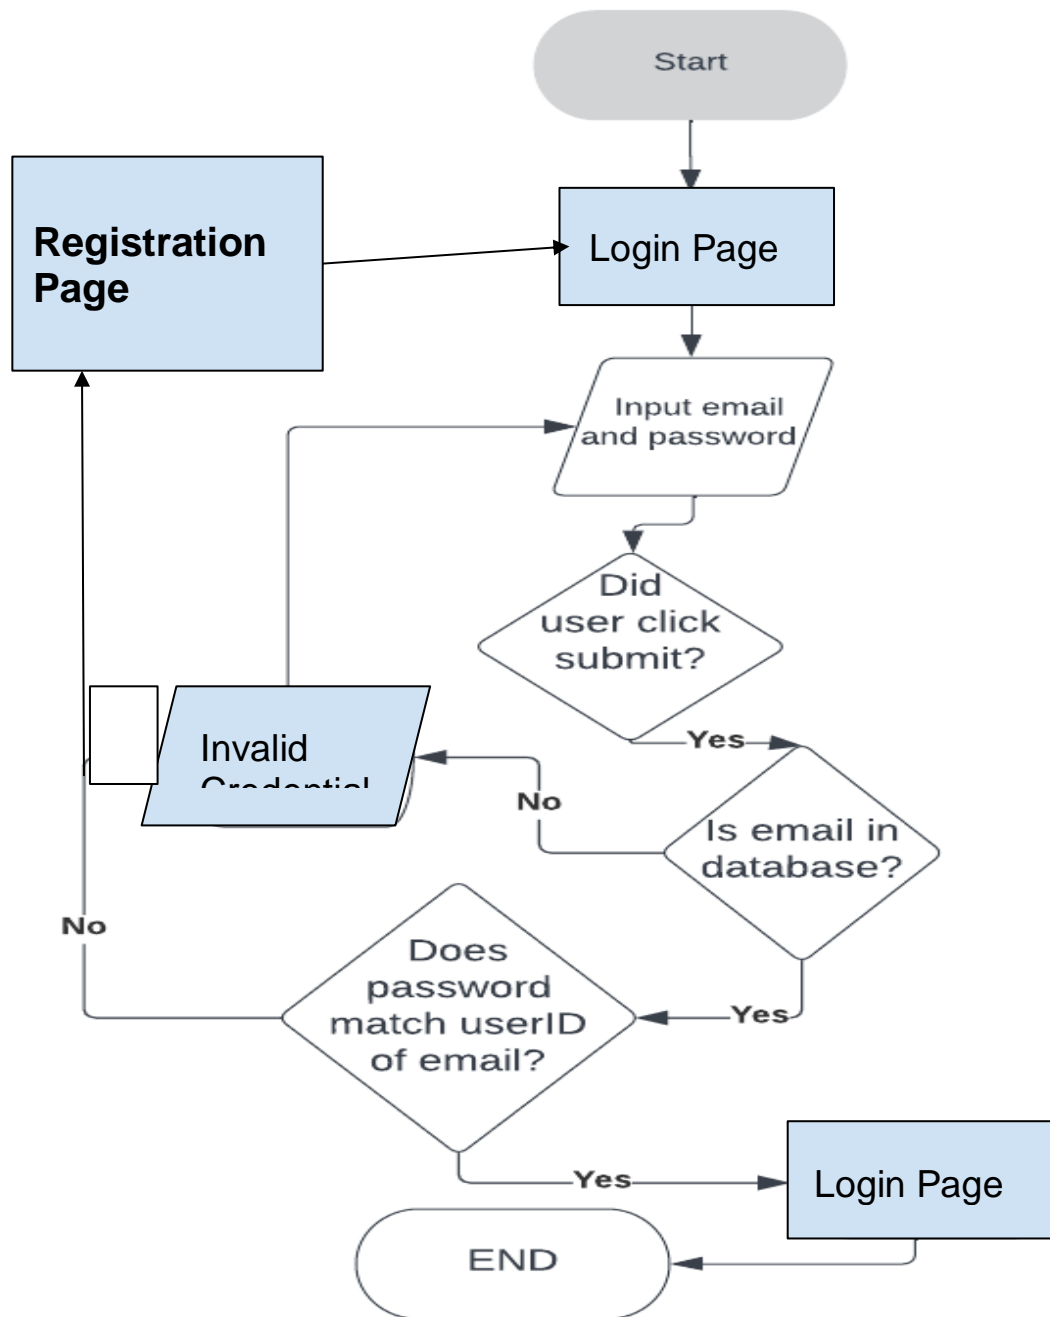 Start
Registration
Page
Login Page
Input email
and password
Did
user click
submit?
Yes
Invalid
No
Is email in
database?
No
Does
password
match userID
of email?
Yes
Yes
Login Page
END